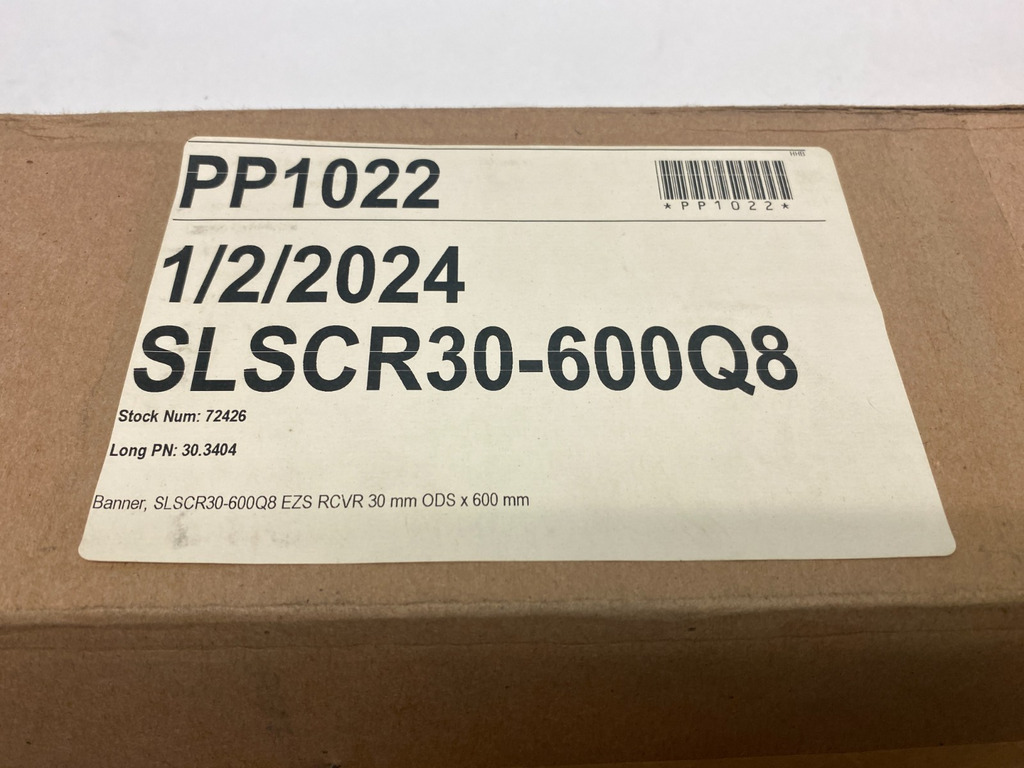 HHB
PP1022
*PP1022*
1/2/2024
SLSCR30-600Q8
Stock Num: 72426
Long PN: 30.3404
Banner, SLSCR30-600Q8 EZS RCVR 30 mm ODS x 600 mm